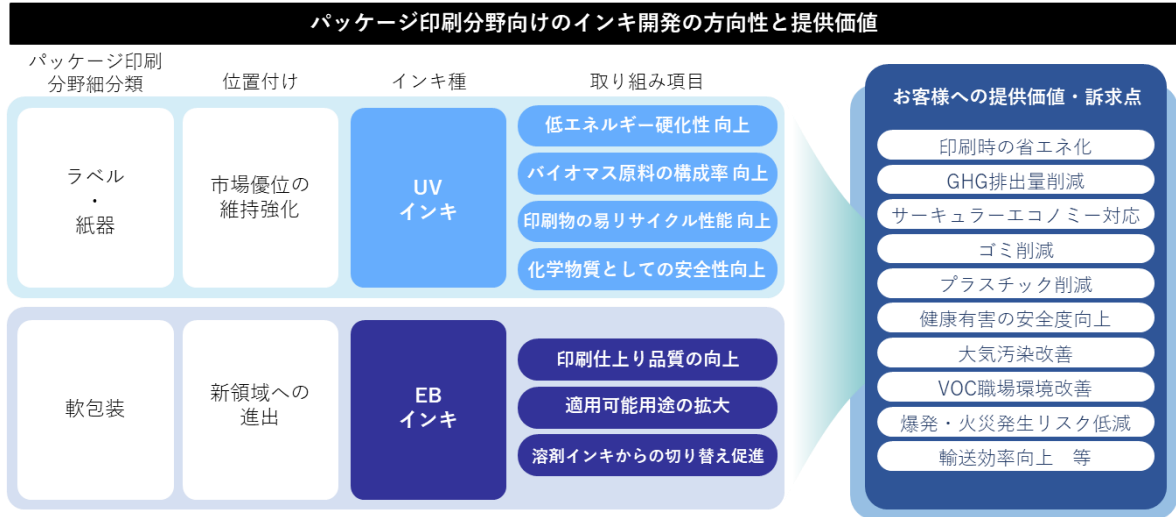 パッケージ印刷分野向けのインキ開発の方向性と提供価値
パッケージ印刷
分野細分類
位置付け
インキ種
取り組み項目
ラベル
・
紙器
市場優位の
維持強化
UV
インキ
低エネルギー硬化性 向上
バイオマス原料の構成率 向上
印刷物の易リサイクル性能 向上
化学物質としての安全性向上
軟包装
新領域への
進出
EB
インキ
印刷仕上り品質の向上
適用可能用途の拡大
溶剤インキからの切り替え促進
お客様への提供価値・訴求点
印刷時の省エネ化
GHG排出量削減
サーキュラーエコノミー対応
ゴミ削減
プラスチック削減
健康有害の安全度向上
大気汚染改善
VOC職場環境改善
爆発・火災発生リスク低減
輸送効率向上　等